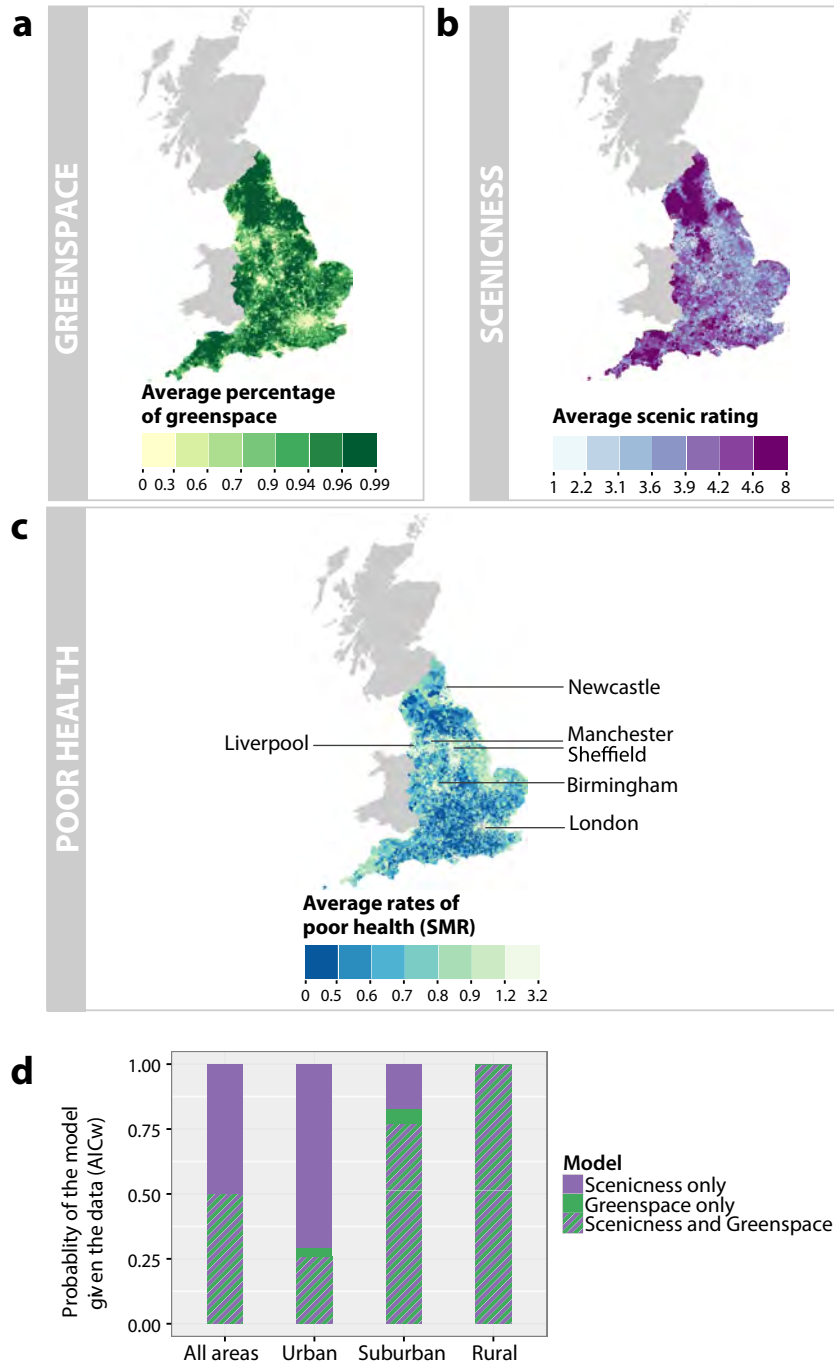 a
GREENSPACE
Average percentage
of greenspace
0 0.3 0.6 0.7 0.9 0.94 0.96 0.99
b
SCENICNESS
Average scenic rating
1 2.2 3.1 3.6 3.9 4.2 4.6 8
c
POOR HEALTH
Newcastle
Manchester
Liverpool
Sheffield
Birmingham
London
Average rates of
poor health (SMR)
0 0.5 0.6 0.7 0.8 0.9 1.2 3.2
d
Probablity of the model
given the data (AICw)
1.00
0.75
0.50
0.25
0.00
All areas Urban Suburban Rural
Model
Scenicness only
Greenspace only
Scenicness and Greenspace